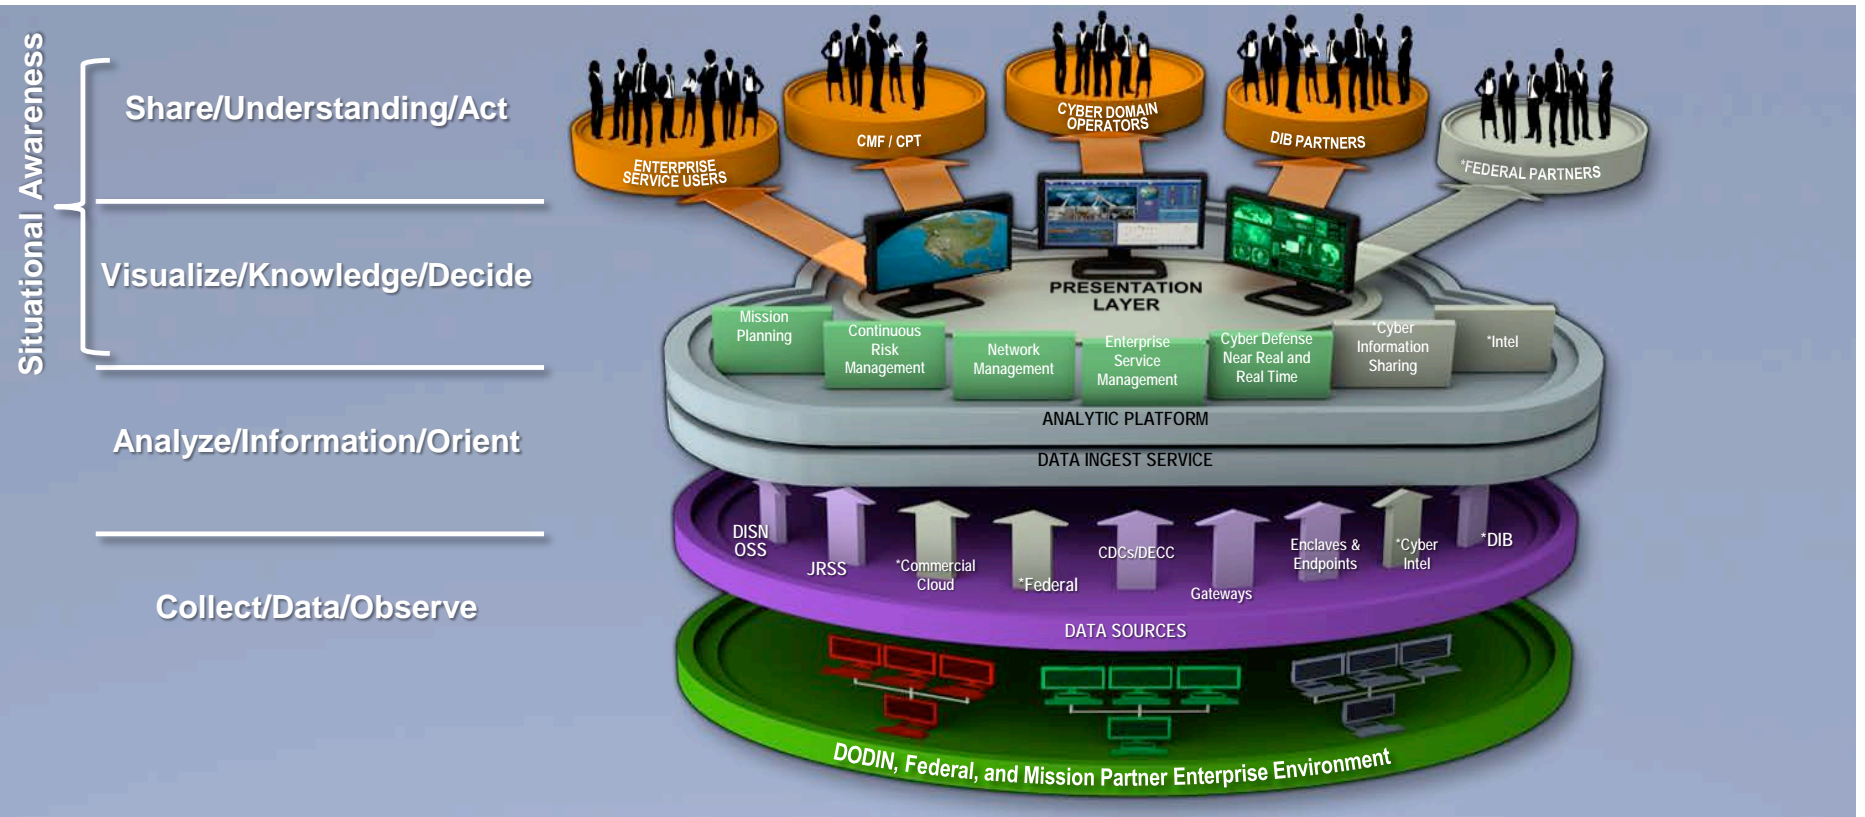 Situational Awareness
Share/Understanding/Act
Visualize/Knowledge/Decide
Analyze/Information/Orient
Collect/Data/Observe
ENTERPRISE
SERVICE USERS
CMF / CPT
CYBER DOMAIN
OPERATORS
DIB PARTNERS
*FEDERAL PARTNERS
PRESENTATION
LAYER
Mission
Planning
Continuous
Risk
Management
Network
Management
Enterprise
Service
Management
Cyber Defense
Near Real and
Real Time
*Cyber
Information
Sharing
*Intel
ANALYTIC PLATFORM
DATA INGEST SERVICE
DISN
OSS
JRSS
*Commercial
Cloud
*Federal
CDCs/DECC
Gateways
Enclaves &
Endpoints
*Cyber
Intel
*DIB
DATA SOURCES
DODIN, Federal, and Mission Partner Enterprise Environment